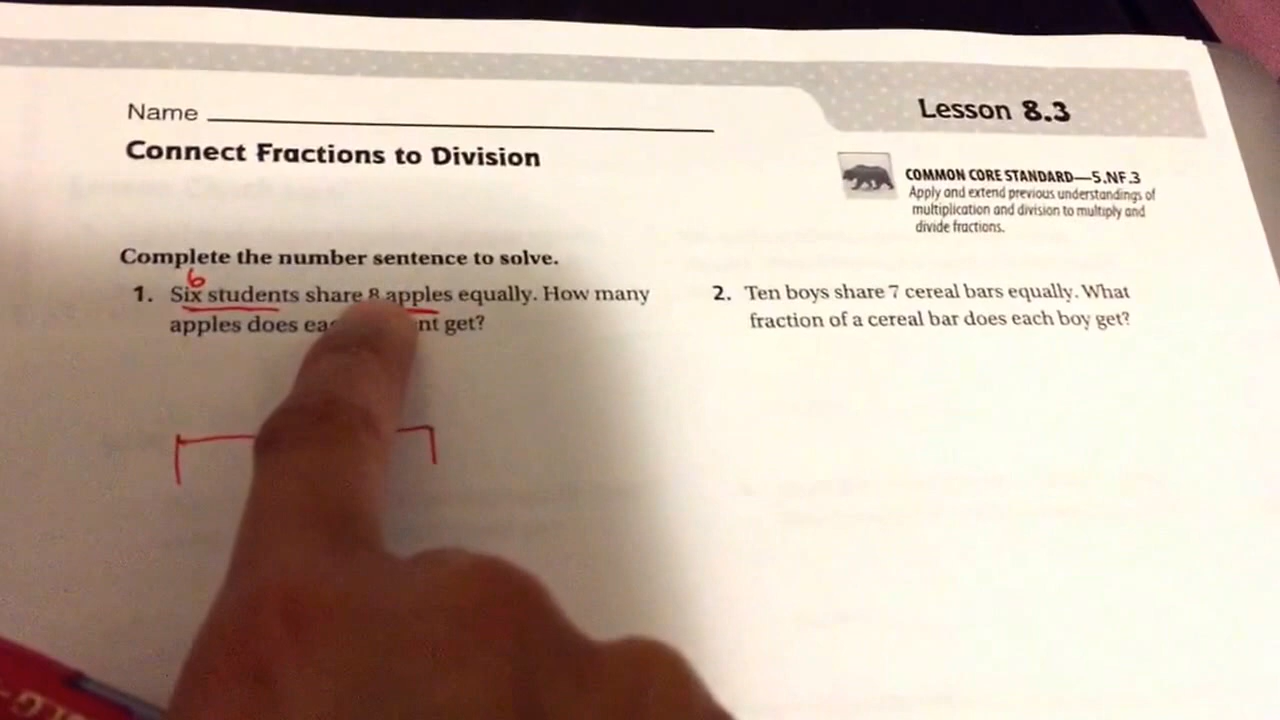 Name
Lesson 8.3
Connect Fractions to Division
COMMON CORE STANDARD—5.NF.3
Apply and extend previous understandings of
multiplication and division to multiply and
divide fractions.
Complete the number sentence to solve.
6
1. Six students share 8 apples equally. How many
apples does nt get?
2. Ten boys share 7 cereal bars equally. What
fraction of a cereal bar does each boy get?